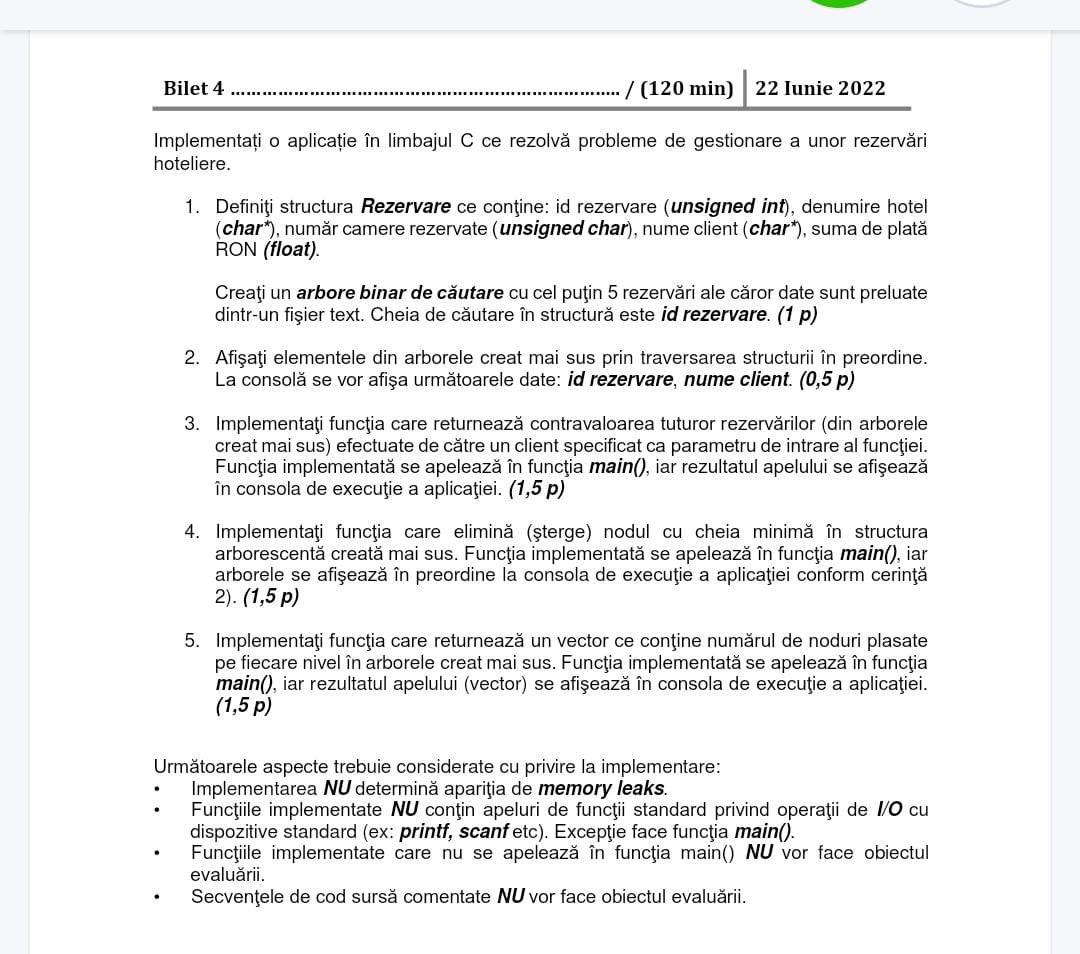 Bilet 4 ...................................................................... / (120 min) 22 Iunie 2022
Implementați o aplicație în limbajul C ce rezolvă probleme de gestionare a unor rezervări
hoteliere.
1. Definiţi structura Rezervare ce conţine: id rezervare (unsigned int), denumire hotel
(char*), număr camere rezervate (unsigned char), nume client (char*), suma de plată
RON (float).
Creaţi un arbore binar de căutare cu cel puţin 5 rezervări ale căror date sunt preluate
dintr-un fişier text. Cheia de căutare în structură este id rezervare. (1 p)
2. Afişaţi elementele din arborele creat mai sus prin traversarea structurii în preordine.
La consolă se vor afişa următoarele date: id rezervare, nume client. (0,5 p)
3. Implementaţi funcţia care returnează contravaloarea tuturor rezervărilor (din arborele
creat mai sus) efectuate de către un client specificat ca parametru de intrare al funcţiei.
Funcţia implementată se apelează în funcţia main(), iar rezultatul apelului se afişează
în consola de execuţie a aplicaţiei. (1,5 p)
4. Implementaţi funcţia care elimină (şterge) nodul cu cheia minimă în structura
arborescentă creată mai sus. Funcţia implementată se apelează în funcţia main(), iar
arborele se afişează în preordine la consola de execuţie a aplicaţiei conform cerinţă
2). (1,5 p)
5. Implementaţi funcţia care returnează un vector ce conţine numărul de noduri plasate
pe fiecare nivel în arborele creat mai sus. Funcţia implementată se apelează în funcţia
main(), iar rezultatul apelului (vector) se afişează în consola de execuţie a aplicaţiei.
(1,5 p)
Următoarele aspecte trebuie considerate cu privire la implementare:
• Implementarea NU determină apariţia de memory leaks.
• Funcţiile implementate NU conţin apeluri de funcţii standard privind operaţii de I/O cu
dispozitive standard (ex: printf, scanf etc). Excepţie face funcţia main().
• Funcţiile implementate care nu se apelează în funcţia main() NU vor face obiectul
evaluării.
• Secvenţele de cod sursă comentate NU vor face obiectul evaluării.